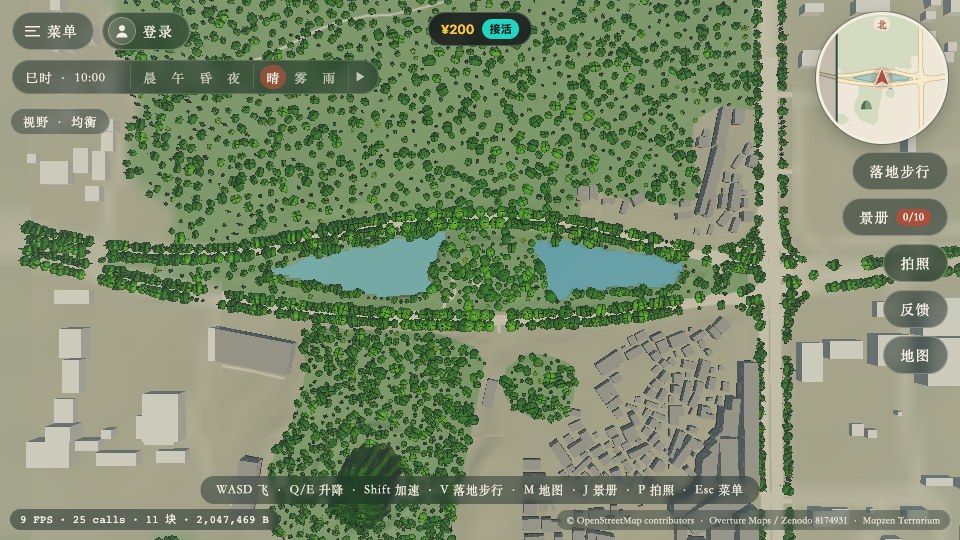 菜单
登录
¥200 接活
北
巳时 · 10:00 晨 午 昏 夜 晴 雾 雨
视野 · 均衡
落地步行
景册 0/10
拍照
反馈
地图
WASD 飞 · Q/E 升降 · Shift 加速 · V 落地步行 · M 地图 · J 景册 · P 拍照 · Esc 菜单
9 FPS · 25 calls · 11 块 · 2,047,469 B
© OpenStreetMap contributors · Overture Maps / Zenodo 8174931 · Mapzen Terrarium